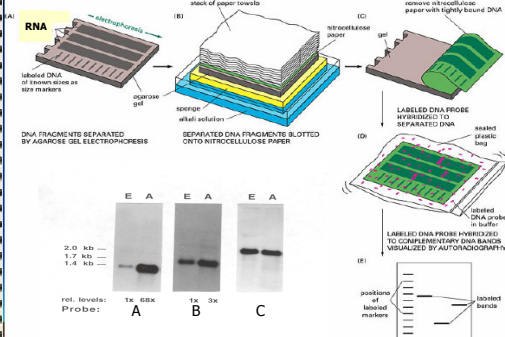 (A)
RNA
electrophoresis
labeled DNA
of known sizes as
size markers
agarose
gel
DNA FRAGMENTS SEPARATED
BY AGAROSE GEL ELECTROPHORESIS
(B)
stack of paper towels
nitrocellulose
paper
gel
sponge
alkali solution
SEPARATED DNA FRAGMENTS BLOTTED
ONTO NITROCELLULOSE PAPER
(C)
remove nitrocellulose
paper with tightly bound DNA
gel
LABELED DNA PROBE
HYBRIDIZED TO
SEPARATED DNA
(D)
sealed
plastic
bag
labeled
DNA probe
in buffer
LABELED DNA PROBE HYBRIDIZED
TO COMPLEMENTARY DNA BANDS
VISUALIZED BY AUTORADIOGRAPHY
(E)
positions
of
labeled
markers
labeled
bands
E A E A E A
2.0 kb
1.7 kb
1.4 kb
rel. levels: 1x 68x 1x 3x
Probe: A B C